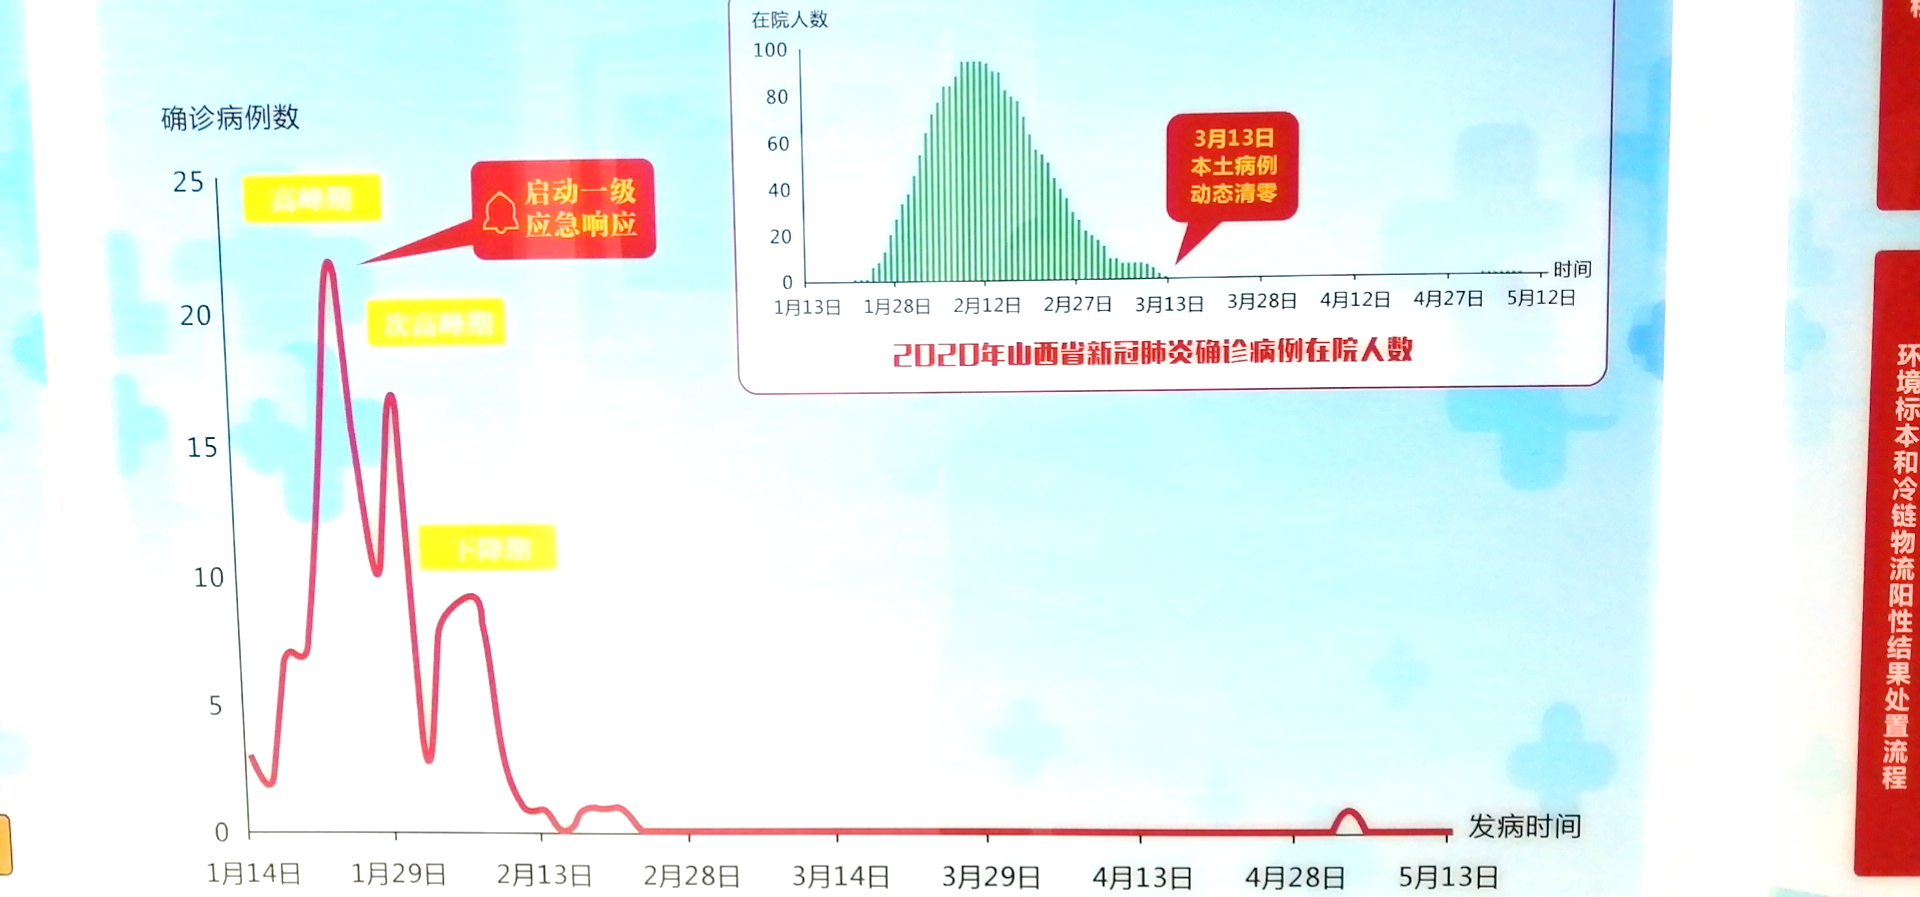 在院人数
100
80
60
40
20
0
1月13日 1月28日 2月12日 2月27日 3月13日 3月28日 4月12日 4月27日 5月12日
时间
3月13日
本土病例
动态清零
2020年山西省新冠肺炎确诊病例在院人数
确诊病例数
25
20
15
10
5
0
高峰期
启动一级
应急响应
次高峰期
下降期
1月14日 1月29日 2月13日 2月28日 3月14日 3月29日 4月13日 4月28日 5月13日
发病时间
环境标本和冷链物流阳性结果处置流程